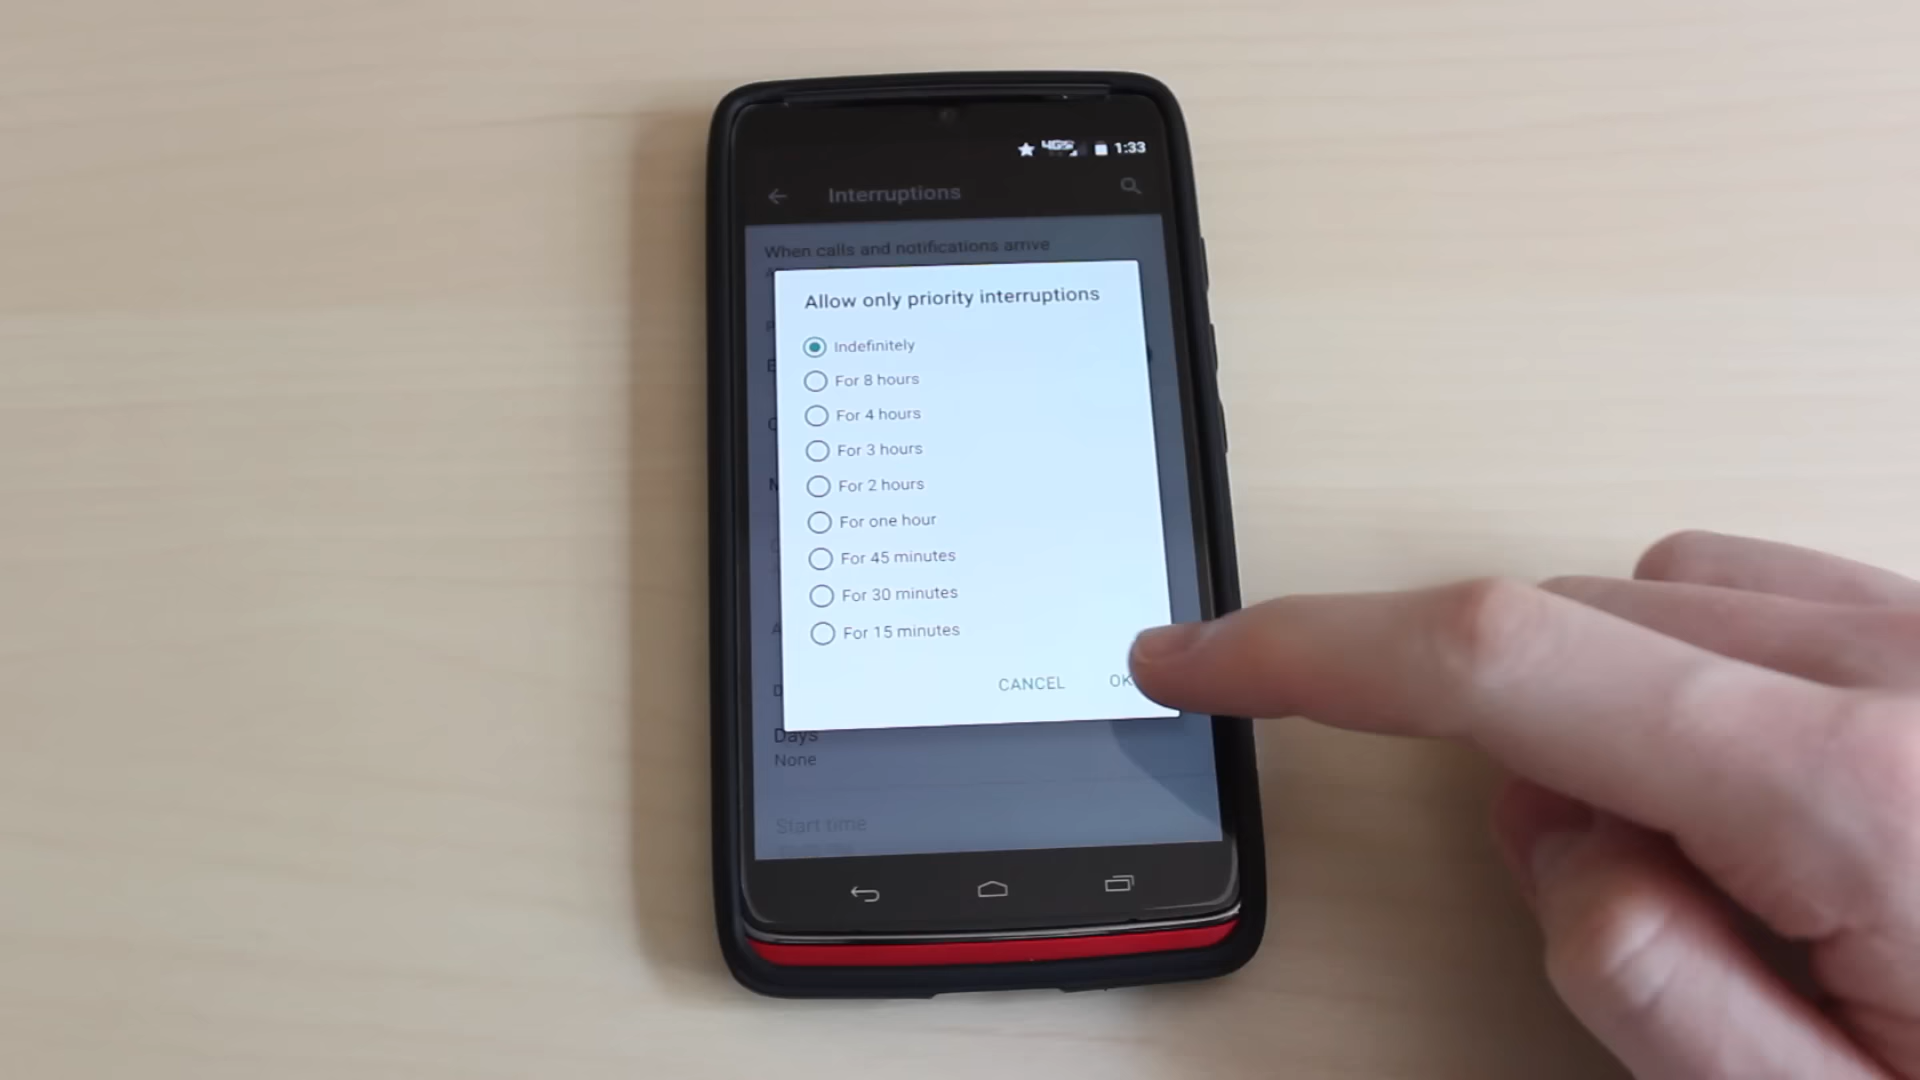 4G 1:33
Interruptions
When calls and notifications arrive
Allow only priority interruptions
Indefinitely
For 8 hours
For 4 hours
For 3 hours
For 2 hours
For one hour
For 45 minutes
For 30 minutes
For 15 minutes
CANCEL OK
Days
None
Start time